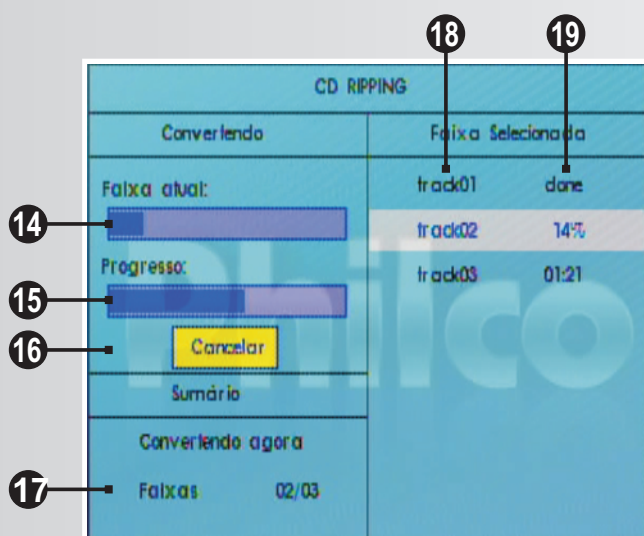 18 19
CD RIPPING
Convertendo
Faixa Selecionada
Faixa atual:
track01 done
14
track02 14%
Progresso:
track03 01:21
15
16
Cancelar
Sumário
Convertendo agora
17
Faixas 02/03
Philco